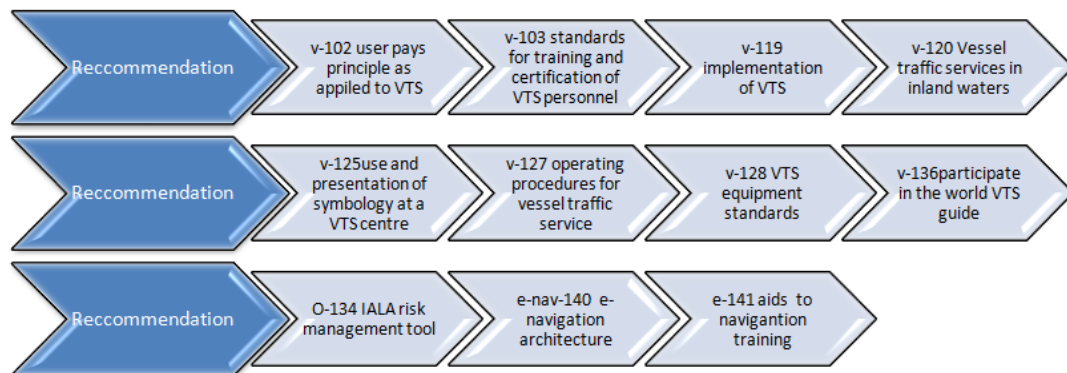 Reccommendation
v-102 user pays
principle as
appiled to VTS
v-103 standards
for training and
certification of
VTS personnel
v-119
implementation
of VTS
v-120 Vessel
traffic services in
inland waters
Reccommendation
v-125use and
presentation of
symbology at a
VTS centre
v-127 operating
procedures for
vessel traffic
service
v-128 VTS
equipment
standards
v-136participate
in the world VTS
guide
Reccommendation
O-134 IALA risk
management tool
e-nav-140 e-
navigation
architecture
e-141 aids to
navigantion
training